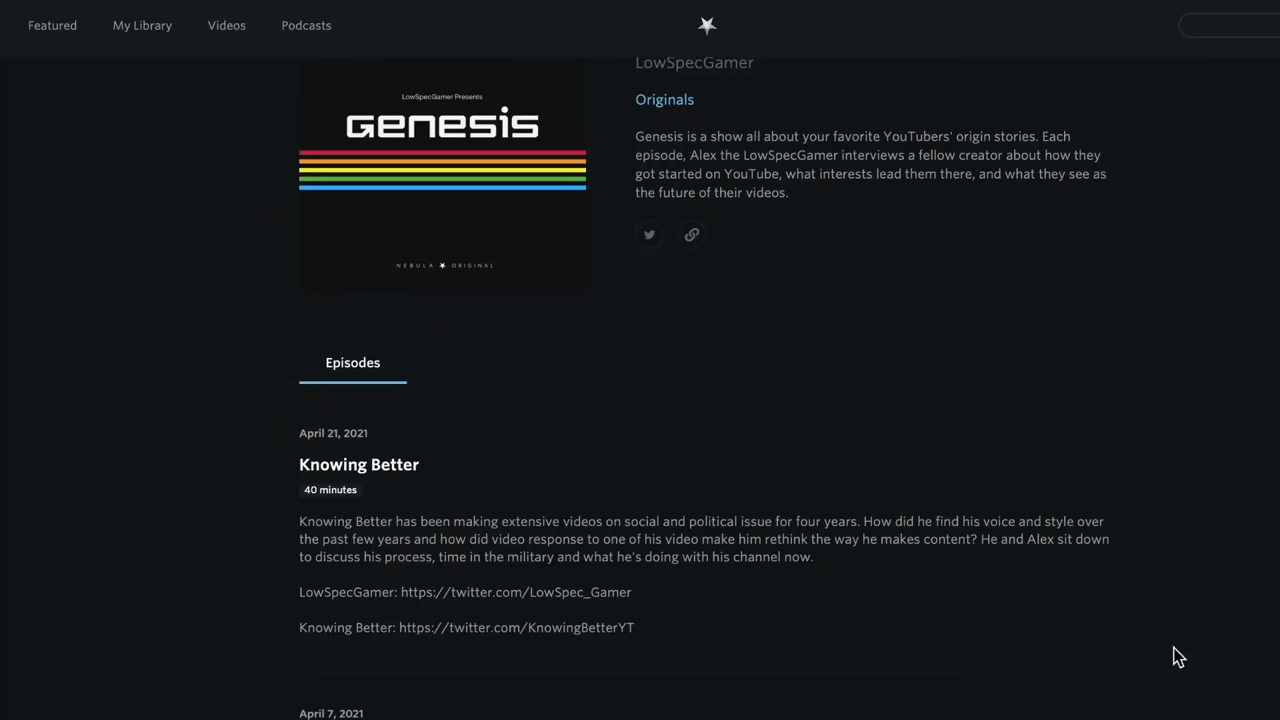 Featured My Library Videos Podcasts
LowSpecGamer
LowSpecGamer Presents
GENESIS
NEBULA ORIGINAL
Originals
Genesis is a show all about your favorite YouTubers' origin stories. Each
episode, Alex the LowSpecGamer interviews a fellow creator about how they
got started on YouTube, what interests lead them there, and what they see as
the future of their videos.
Episodes
April 21, 2021
Knowing Better
40 minutes
Knowing Better has been making extensive videos on social and political issue for four years. How did he find his voice and style over
the past few years and how did video response to one of his video make him rethink the way he makes content? He and Alex sit down
to discuss his process, time in the military and what he's doing with his channel now.
LowSpecGamer: https://twitter.com/LowSpec_Gamer
Knowing Better: https://twitter.com/KnowingBetterYT
April 7, 2021